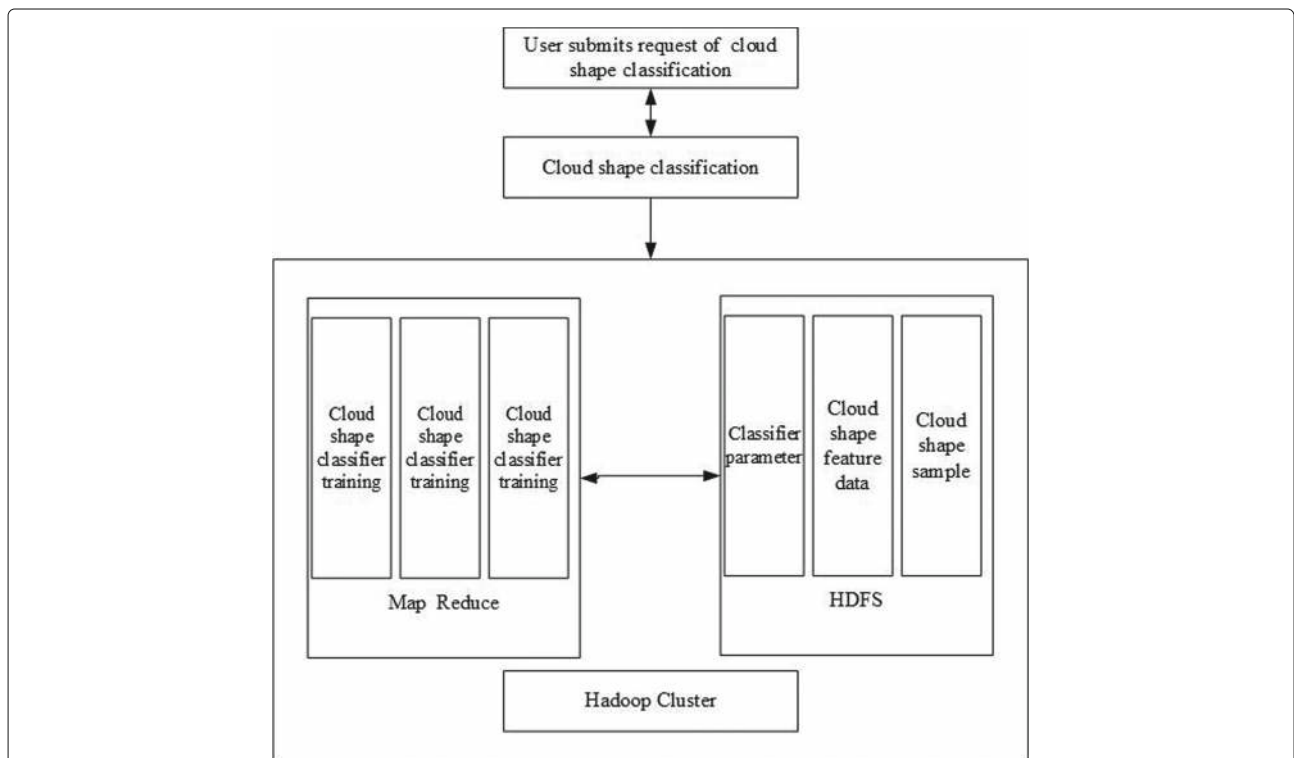 User submits request of cloud
shape classification
Cloud shape classification
Cloud
shape
classifier
training
Cloud
shape
classifier
training
Cloud
shape
classifier
training
Map Reduce
Classifier
parameter
Cloud
shape
feature
data
Cloud
shape
sample
HDFS
Hadoop Cluster